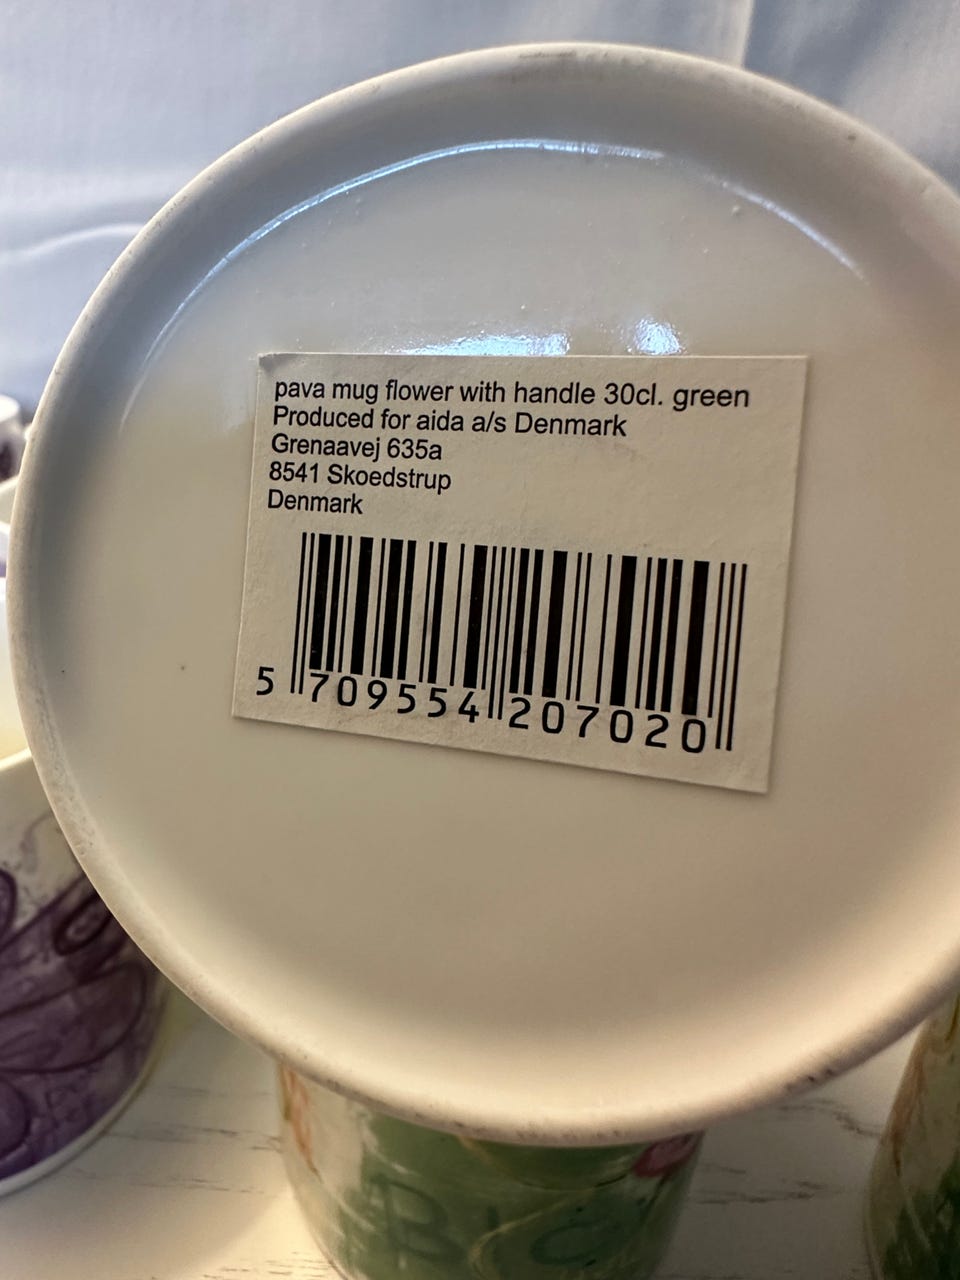 pava mug flower with handle 30cl. green
Produced for aida a/s Denmark
Grenaavej 635a
8541 Skoedstrup
Denmark
5 709554 207020